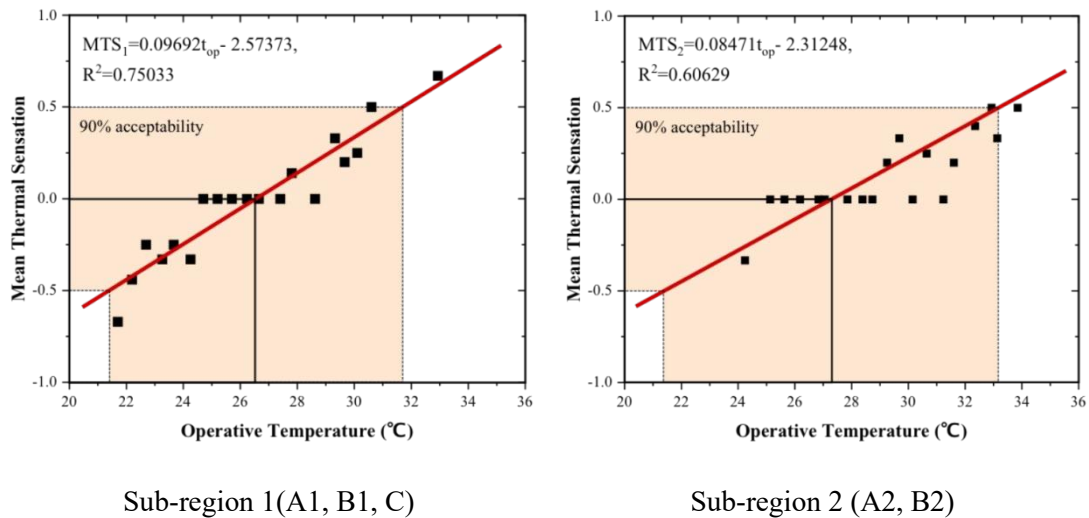 MTS1=0.09692top- 2.57373,
R2=0.75033
90% acceptability
1.0
0.5
0.0
-0.5
-1.0
Mean Thermal Sensation
20 22 24 26 28 30 32 34 36
Operative Temperature (℃)
Sub-region 1(A1, B1, C)
MTS2=0.08471top- 2.31248,
R2=0.60629
90% acceptability
1.0
0.5
0.0
-0.5
-1.0
Mean Thermal Sensation
20 22 24 26 28 30 32 34 36
Operative Temperature (℃)
Sub-region 2 (A2, B2)